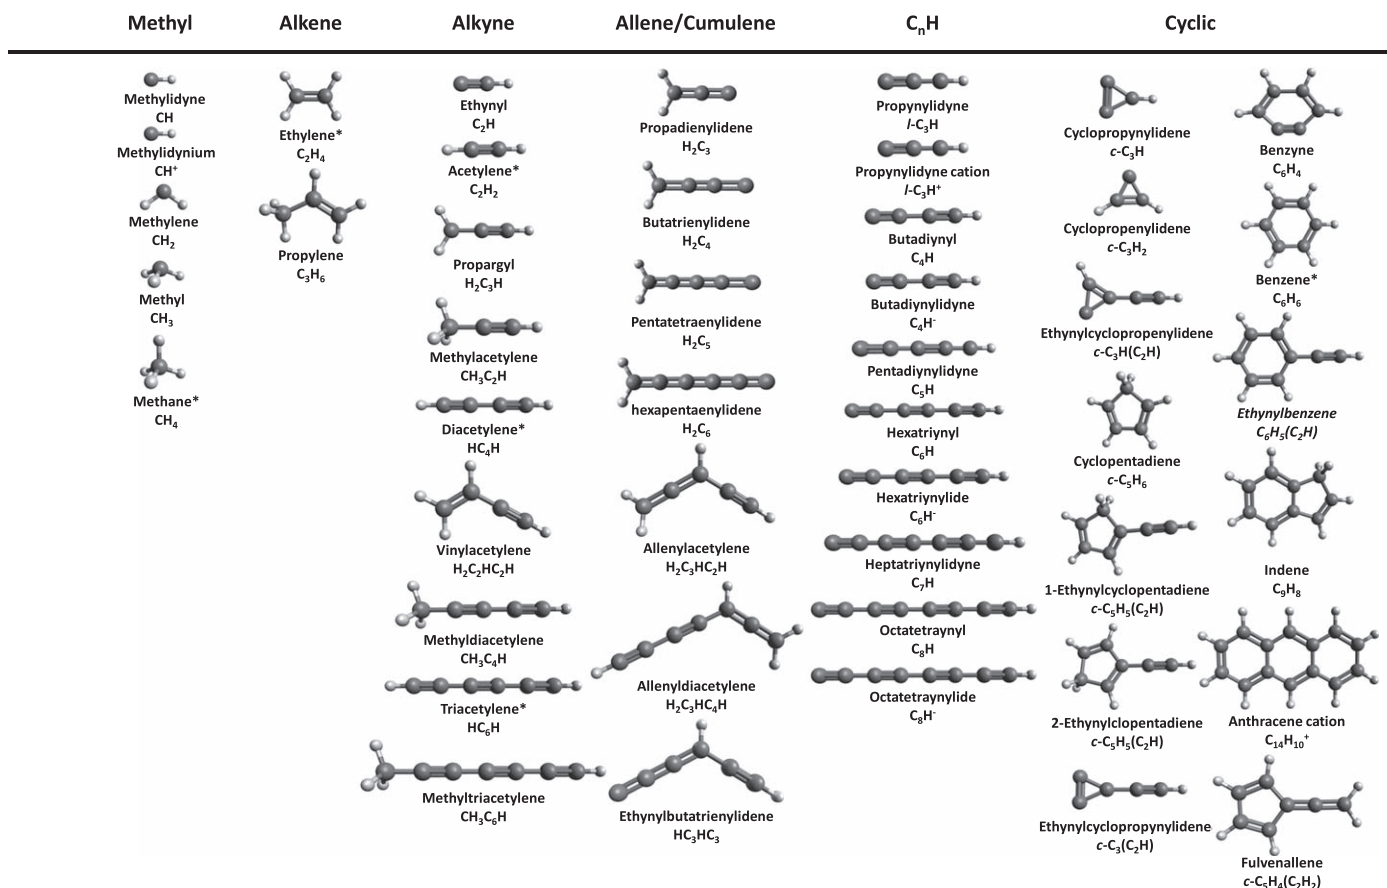 Methyl
Alkene
Alkyne
Allene/Cumulene
CₙH
Cyclic
Methylidyne
CH
Methylidynium
CH⁺
Methylene
CH₂
Methyl
CH₃
Methane*
CH₄
Ethylene*
C₂H₄
Propylene
C₃H₆
Ethynyl
C₂H
Acetylene*
C₂H₂
Propargyl
H₂C₃H
Methylacetylene
CH₃C₂H
Diacetylene*
HC₄H
Vinylacetylene
H₂C₂HC₂H
Methyldiacetylene
CH₃C₄H
Triacetylene*
HC₆H
Methyltriacetylene
CH₃C₆H
Propadienylidene
H₂C₃
Butatrienylidene
H₂C₄
Pentatetraenylidene
H₂C₅
hexapentaenylidene
H₂C₆
Allenylacetylene
H₂C₃HC₂H
Allenyldiacetylene
H₂C₃HC₄H
Ethynylbutatrienylidene
HC₃HC₃
Propynylidyne
l-C₃H
Propynylidyne cation
l-C₃H⁺
Butadiynyl
C₄H
Butadiynylidyne
C₄H⁻
Pentadiynylidyne
C₅H
Hexatriynyl
C₆H
Hexatriynylide
C₆H⁻
Heptatriynylidyne
C₇H
Octatetraynyl
C₈H
Octatetraynylide
C₈H⁻
Cyclopropynylidene
c-C₃H
Cyclopropenylidene
c-C₃H₂
Ethynylcyclopropenylidene
c-C₃H(C₂H)
Cyclopentadiene
c-C₅H₆
1-Ethynylcyclopentadiene
c-C₅H₅(C₂H)
2-Ethynylclopentadiene
c-C₅H₅(C₂H)
Ethynylcyclopropynylidene
c-C₃(C₂H)
Benzyne
C₆H₄
Benzene*
C₆H₆
Ethynylbenzene
C₆H₅(C₂H)
Indene
C₉H₈
Anthracene cation
C₁₄H₁₀⁺
Fulvenallene
c-C₅H₄(C₂H₂)